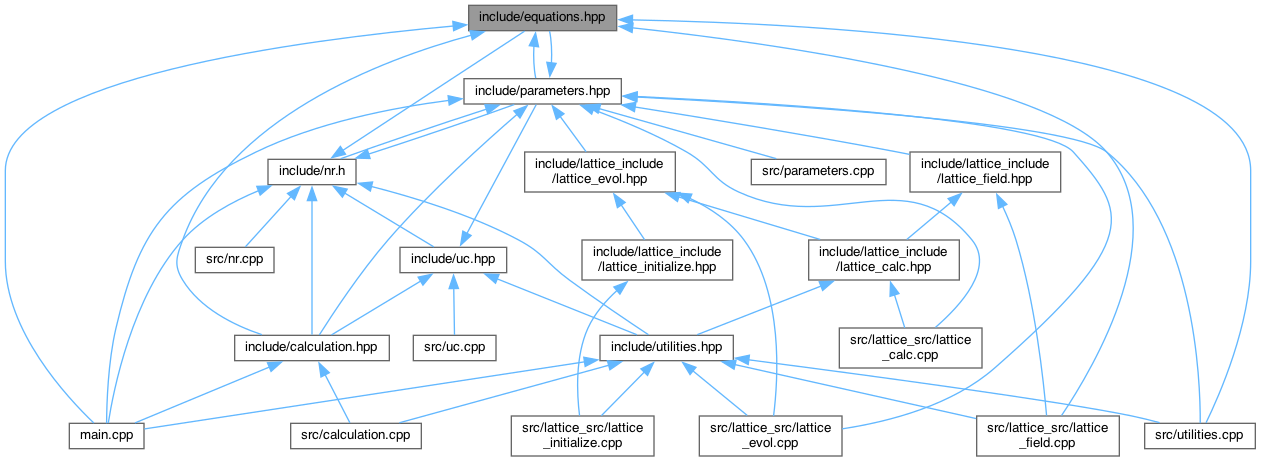 include/equations.hpp
include/parameters.hpp
include/nr.h
include/lattice_include
/lattice_evol.hpp
src/parameters.cpp
include/lattice_include
/lattice_field.hpp
src/nr.cpp
include/uc.hpp
include/lattice_include
/lattice_initialize.hpp
include/lattice_include
/lattice_calc.hpp
include/calculation.hpp
src/uc.cpp
include/utilities.hpp
src/lattice_src/lattice
_calc.cpp
main.cpp
src/calculation.cpp
src/lattice_src/lattice
_initialize.cpp
src/lattice_src/lattice
_evol.cpp
src/lattice_src/lattice
_field.cpp
src/utilities.cpp